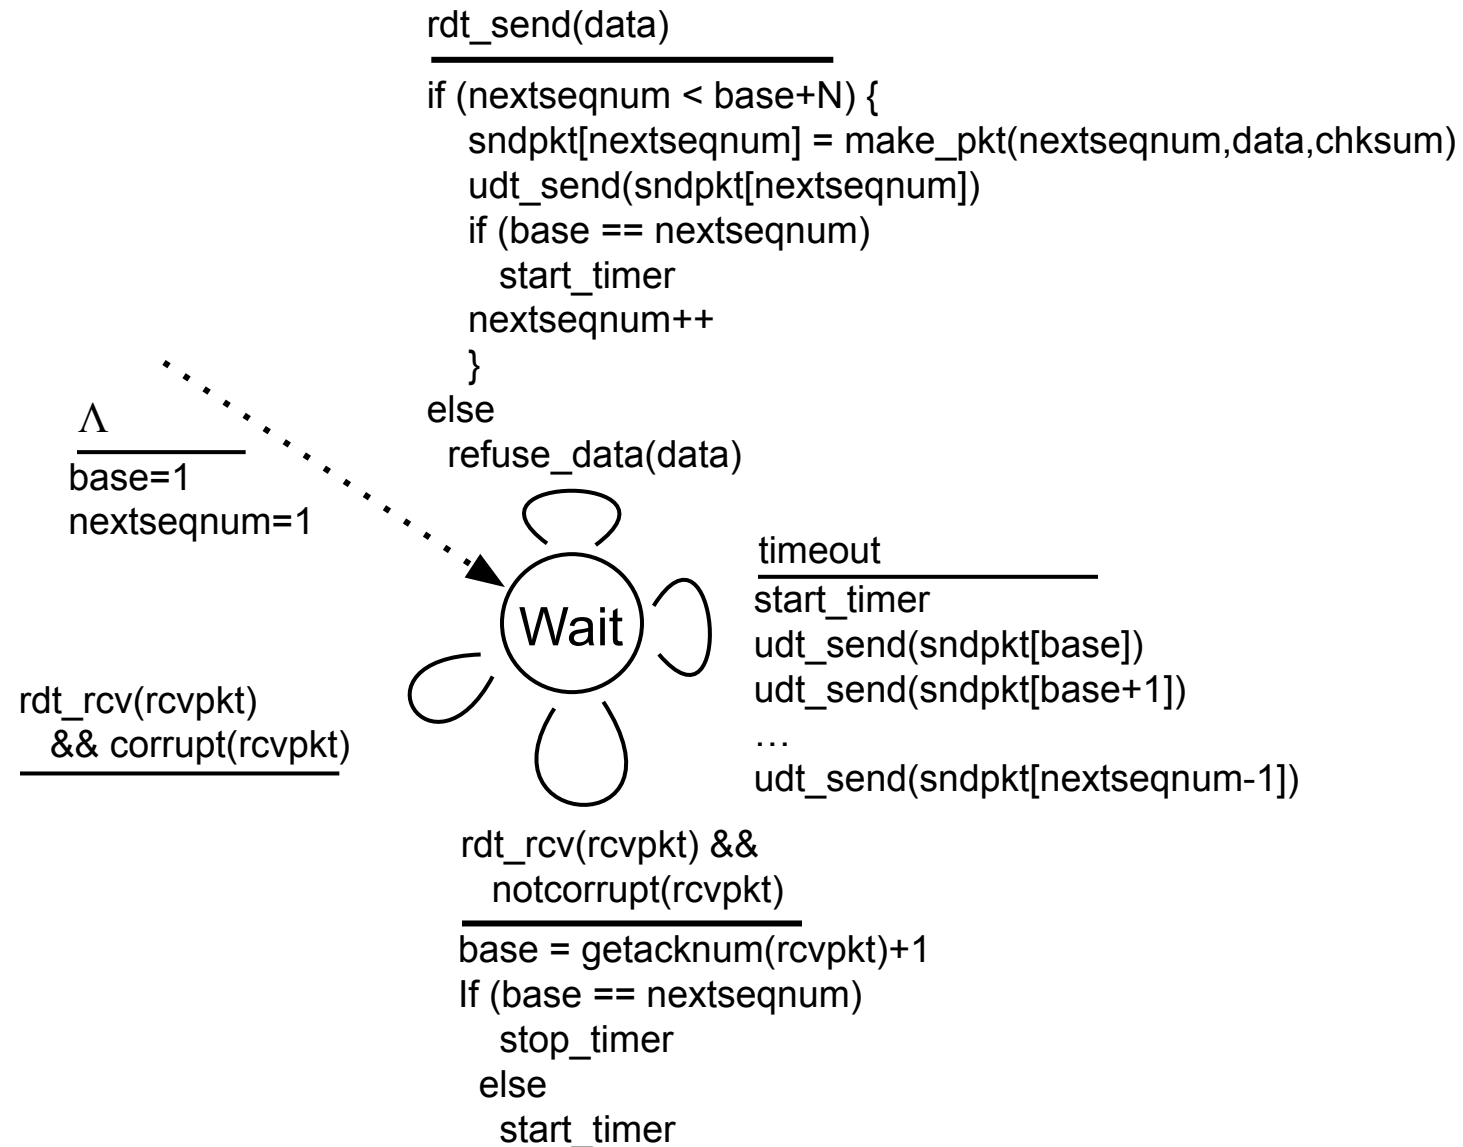 rdt_send(data)
if (nextseqnum < base+N) {
sndpkt[nextseqnum] = make_pkt(nextseqnum,data,chksum)
udt_send(sndpkt[nextseqnum])
if (base == nextseqnum)
start_timer
nextseqnum++
}
else
refuse_data(data)
Λ
base=1
nextseqnum=1
Wait
timeout
start_timer
udt_send(sndpkt[base])
udt_send(sndpkt[base+1])
…
udt_send(sndpkt[nextseqnum-1])
rdt_rcv(rcvpkt)
&& corrupt(rcvpkt)
rdt_rcv(rcvpkt) &&
notcorrupt(rcvpkt)
base = getacknum(rcvpkt)+1
If (base == nextseqnum)
stop_timer
else
start_timer